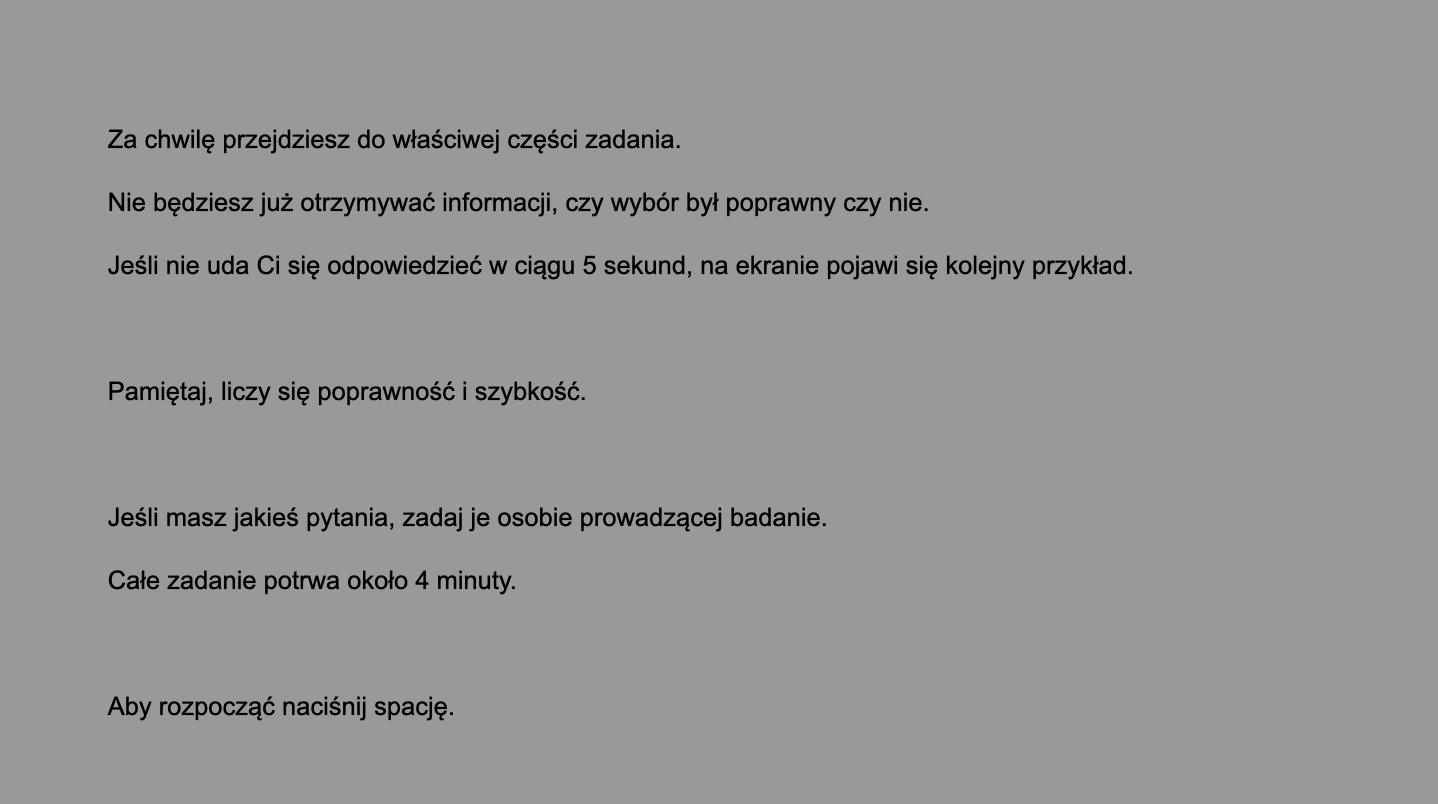 Za chwilę przejdziesz do właściwej części zadania.
Nie będziesz już otrzymywać informacji, czy wybór był poprawny czy nie.
Jeśli nie uda Ci się odpowiedzieć w ciągu 5 sekund, na ekranie pojawi się kolejny przykład.
Pamiętaj, liczy się poprawność i szybkość.
Jeśli masz jakieś pytania, zadaj je osobie prowadzącej badanie.
Całe zadanie potrwa około 4 minuty.
Aby rozpocząć naciśnij spację.